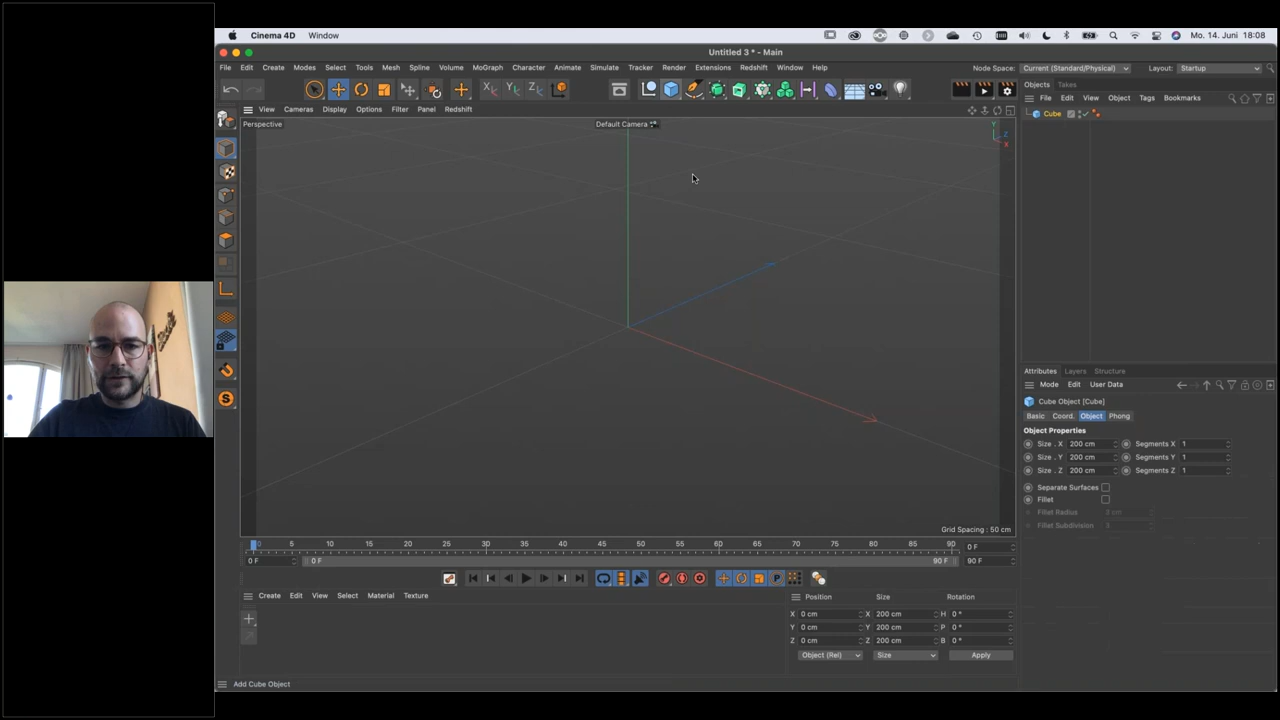 Cinema 4D Window
Mo. 14. Juni 18:08
Untitled 3 * - Main
File Edit Create Modes Select Tools Mesh Spline Volume MoGraph Character Animate Simulate Tracker Render Extensions Redshift Window Help
Node Space: Current (Standard/Physical) Layout: Startup
Objects Takes
File Edit View Object Tags Bookmarks
View Cameras Display Options Filter Panel Redshift
Cube
Perspective
Default Camera
Y
Z
X
Grid Spacing : 50 cm
Attributes Layers Structure
Mode Edit User Data
Cube Object [Cube]
Basic Coord. Object Phong
Object Properties
Size . X 200 cm Segments X 1
Size . Y 200 cm Segments Y 1
Size . Z 200 cm Segments Z 1
Separate Surfaces
Fillet
Fillet Radius 3 cm
Fillet Subdivision 3
0 5 10 15 20 25 30 35 40 45 50 55 60 65 70 75 80 85 90
0 F
0 F 0 F 90 F 90 F
Create Edit View Select Material Texture
Position Size Rotation
X 0 cm X 200 cm H 0 °
Y 0 cm Y 200 cm P 0 °
Z 0 cm Z 200 cm B 0 °
Object (Rel) Size Apply
Add Cube Object